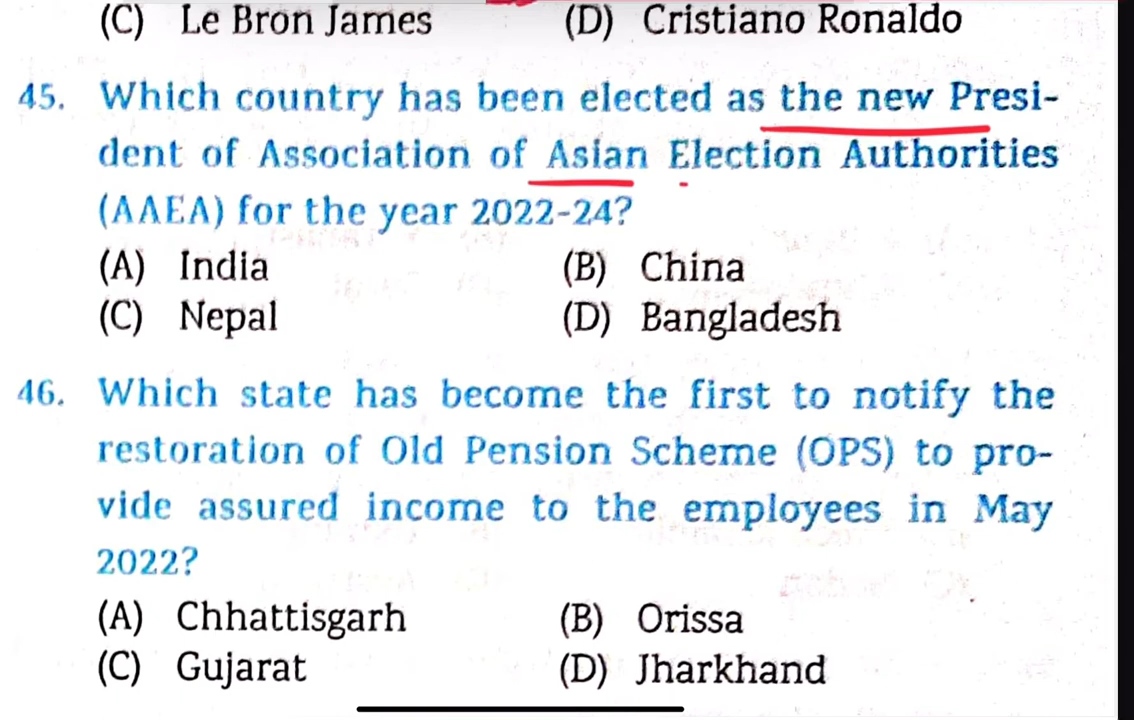 (C) Le Bron James (D) Cristiano Ronaldo
45. Which country has been elected as the new Presi-
dent of Association of Asian Election Authorities
(AAEA) for the year 2022-24?
(A) India (B) China
(C) Nepal (D) Bangladesh
46. Which state has become the first to notify the
restoration of Old Pension Scheme (OPS) to pro-
vide assured income to the employees in May
2022?
(A) Chhattisgarh (B) Orissa
(C) Gujarat (D) Jharkhand